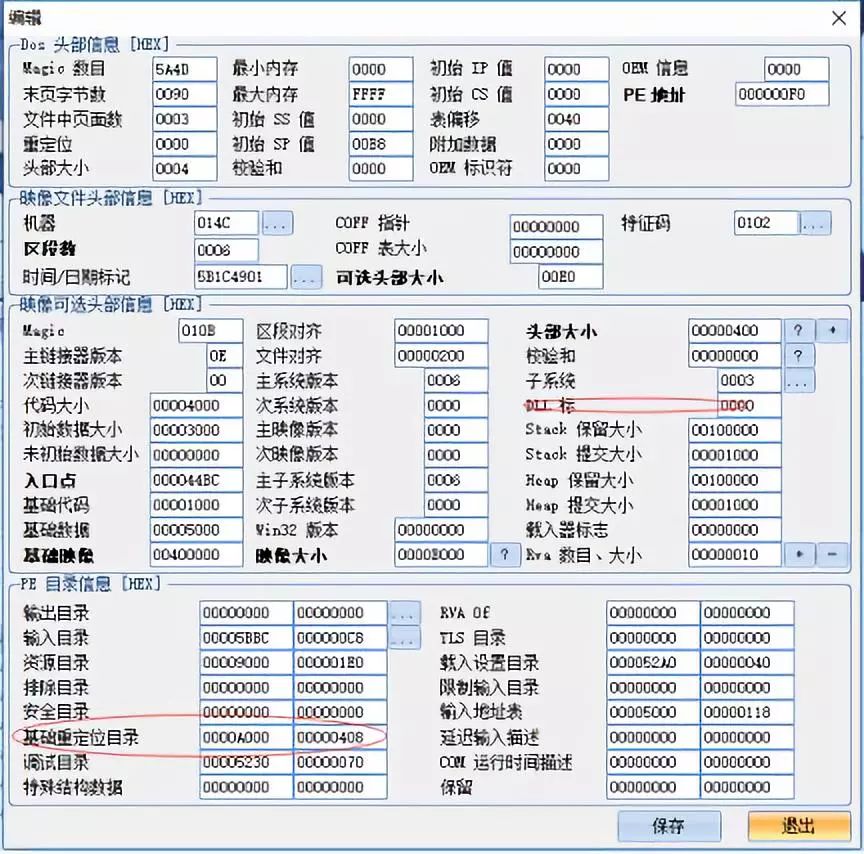 编辑
Dos 头部信息 [HEX]
Magic 数目 5A4D 最小内存 0000 初始 IP 值 0000 OEM 信息 0000
末页字节数 0090 最大内存 FFFF 初始 CS 值 0000 PE 地址 000000F0
文件中页面数 0003 初始 SS 值 0000 表偏移 0040
重定位 0000 初始 SP 值 00B8 附加数据 0000
头部大小 0004 校验和 0000 OEM 标识符 0000
映像文件头部信息 [HEX]
机器 014C ... COFF 指针 00000000 特征码 0102 ...
区段数 0006 COFF 表大小 00000000
时间/日期标记 5B1C4901 ... 可选头部大小 00E0
映像可选头部信息 [HEX]
Magic 010B 区段对齐 00001000 头部大小 00000400 ? +
主链接器版本 0E 文件对齐 00000200 校验和 00000000 ?
次链接器版本 00 主系统版本 0006 子系统 0003 ...
代码大小 00004000 次系统版本 0000 DLL 标 0000
初始数据大小 00003000 主映像版本 0000 Stack 保留大小 00100000
未初始数据大小 00000000 次映像版本 0000 Stack 提交大小 00001000
入口点 000044BC 主子系统版本 0006 Heap 保留大小 00100000
基础代码 00001000 次子系统版本 0000 Heap 提交大小 00001000
基础数据 00005000 Win32 版本 00000000 载入器标志 00000000
基础映像 00400000 映像大小 0000B000 ? Rva 数目、大小 00000010 + -
PE 目录信息 [HEX]
输出目录 00000000 00000000 ... RVA Of 00000000 00000000
输入目录 00005BBC 000000C8 ... TLS 目录 00000000 00000000
资源目录 00009000 000001E0 载入设置目录 000052A0 00000040
排除目录 00000000 00000000 限制输入目录 00000000 00000000
安全目录 00000000 00000000 输入地址表 00005000 00000118
基础重定位目录 0000A000 00000408 延迟输入描述 00000000 00000000
调试目录 00005230 00000070 COM 运行时间描述 00000000 00000000
特殊结构数据 00000000 00000000 保留 00000000 00000000
保存 退出